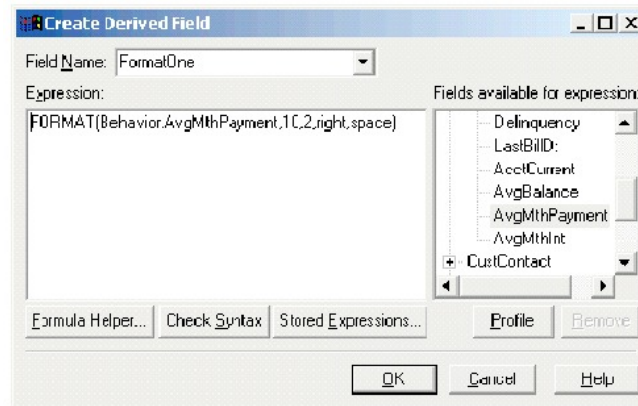 Create Derived Field
Field Name: FormatOne
Expression:
Fields available for expression:
FORMAT(Behavior.AvgMthPayment,10,2,right,space)
Delinquency
LastBillD:
AcctCurrent
AvgBalance
AvgMthPayment
AvgMthInt
CustContact
Formula Helper...
Check Syntax
Stored Expressions...
Profile
Remove
OK
Cancel
Help